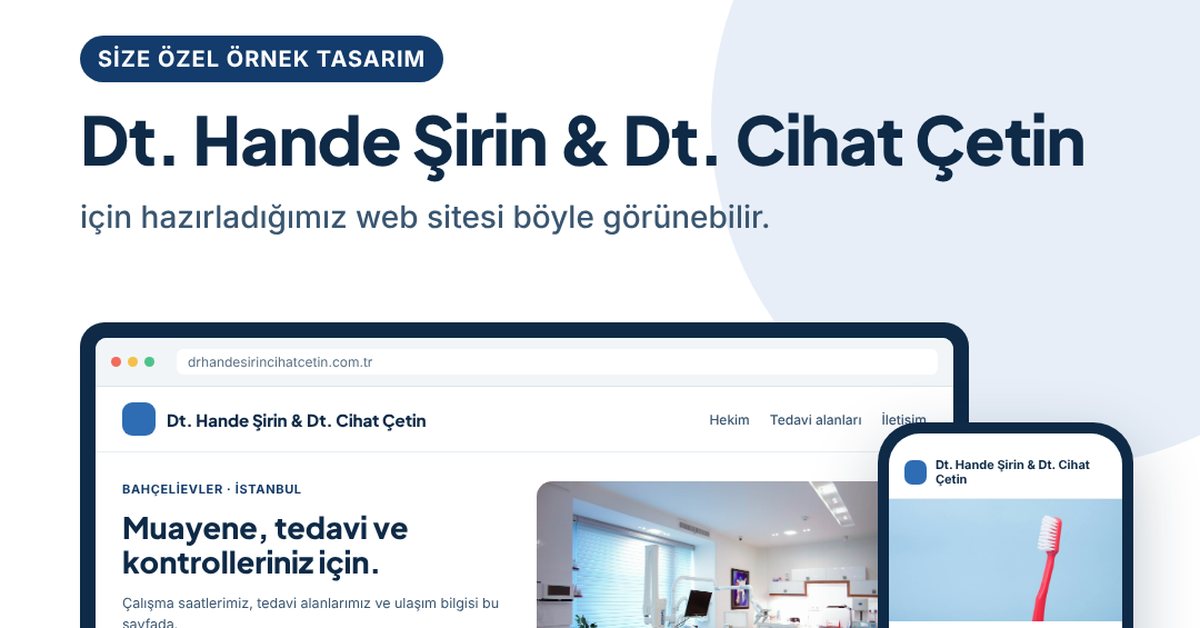 SİZE ÖZEL ÖRNEK TASARIM
Dt. Hande Şirin & Dt. Cihat Çetin
için hazırladığımız web sitesi böyle görünebilir.
drhandesirincihatcetin.com.tr
Dt. Hande Şirin & Dt. Cihat Çetin
Hekim Tedavi alanları İletişim
BAHÇELİEVLER · İSTANBUL
Muayene, tedavi ve
kontrolleriniz için.
Çalışma saatlerimiz, tedavi alanlarımız ve ulaşım bilgisi bu
sayfada.
Dt. Hande Şirin & Dt. Cihat
Çetin